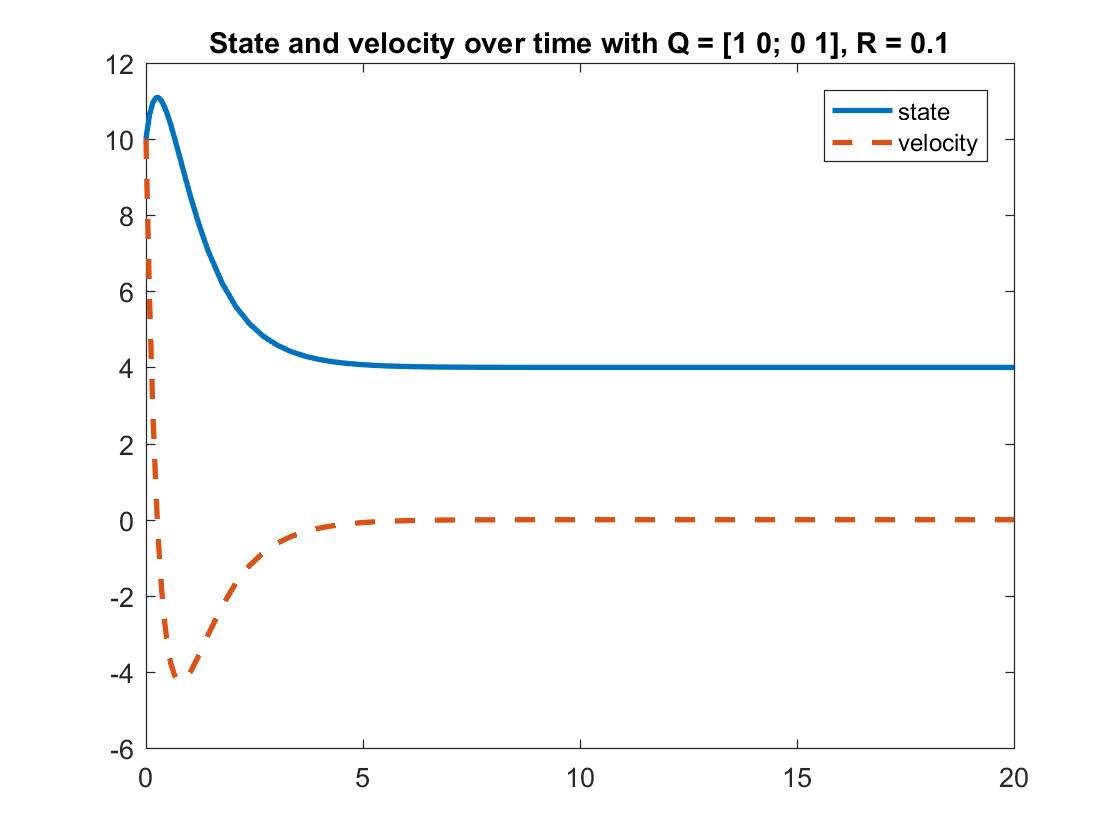 State and velocity over time with Q = [1 0; 0 1], R = 0.1
12
10
8
6
4
2
0
-2
-4
-6
0 5 10 15 20
state
velocity